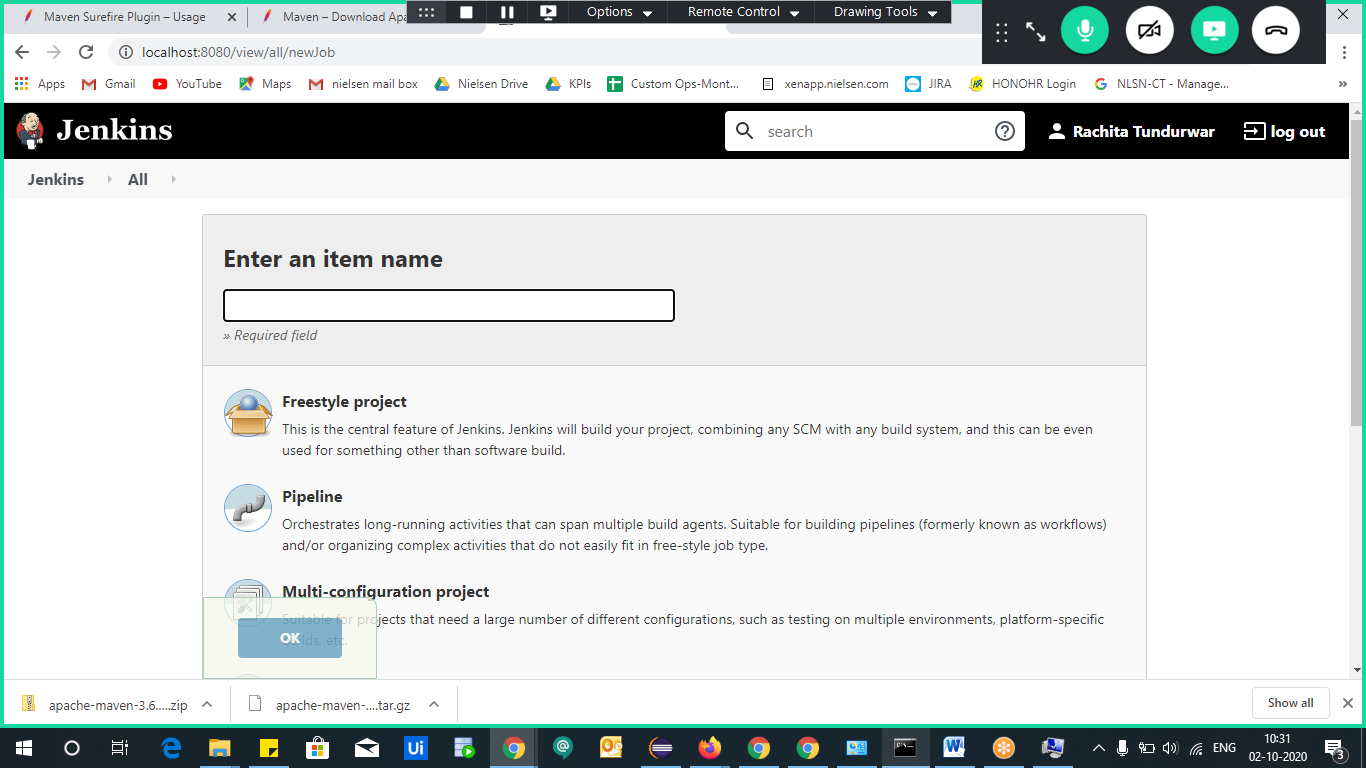 Maven Surefire Plugin – Usage
Maven – Download Apa
Options
Remote Control
Drawing Tools
localhost:8080/view/all/newJob
Apps
Gmail
YouTube
Maps
nielsen mail box
Nielsen Drive
KPIs
Custom Ops-Mont...
xenapp.nielsen.com
JIRA
HONOHR Login
NLSN-CT - Manage...
»
Jenkins
search
Rachita Tundurwar
log out
Jenkins
All
Enter an item name
» Required field
Freestyle project
This is the central feature of Jenkins. Jenkins will build your project, combining any SCM with any build system, and this can be even
used for something other than software build.
Pipeline
Orchestrates long-running activities that can span multiple build agents. Suitable for building pipelines (formerly known as workflows)
and/or organizing complex activities that do not easily fit in free-style job type.
Multi-configuration project
Suitable for projects that need a large number of different configurations, such as testing on multiple environments, platform-specific
builds, etc.
OK
apache-maven-3.6.....zip
apache-maven-....tar.gz
Show all
Ui
ENG
10:31
02-10-2020
3